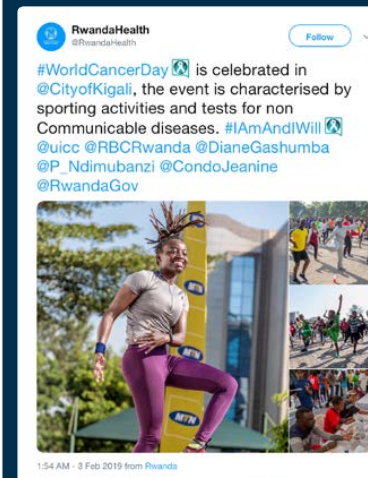 RwandaHealth
@RwandaHealth
Follow
#WorldCancerDay is celebrated in
@CityofKigali, the event is characterised by
sporting activities and tests for non
Communicable diseases. #IAmAndIWill
@uicc @RBCRwanda @DianeGashumba
@P_Ndimubanzi @CondoJeanine
@RwandaGov
MTN
MTN
MTN
1:54 AM - 3 Feb 2019 from Rwanda